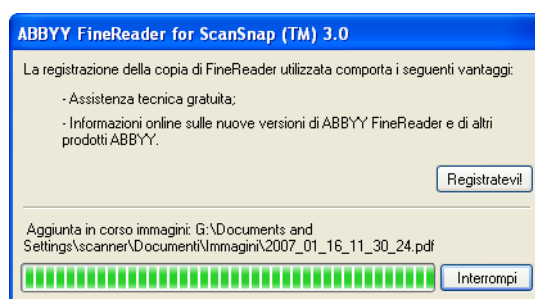 ABBYY FineReader for ScanSnap (TM) 3.0
La registrazione della copia di FineReader utilizzata comporta i seguenti vantaggi:
- Assistenza tecnica gratuita;
- Informazioni online sulle nuove versioni di ABBYY FineReader e di altri
prodotti ABBYY.
Registratevi!
Aggiunta in corso immagini: G:\Documents and
Settings\scanner\Documenti\Immagini\2007_01_16_11_30_24.pdf
Interrompi